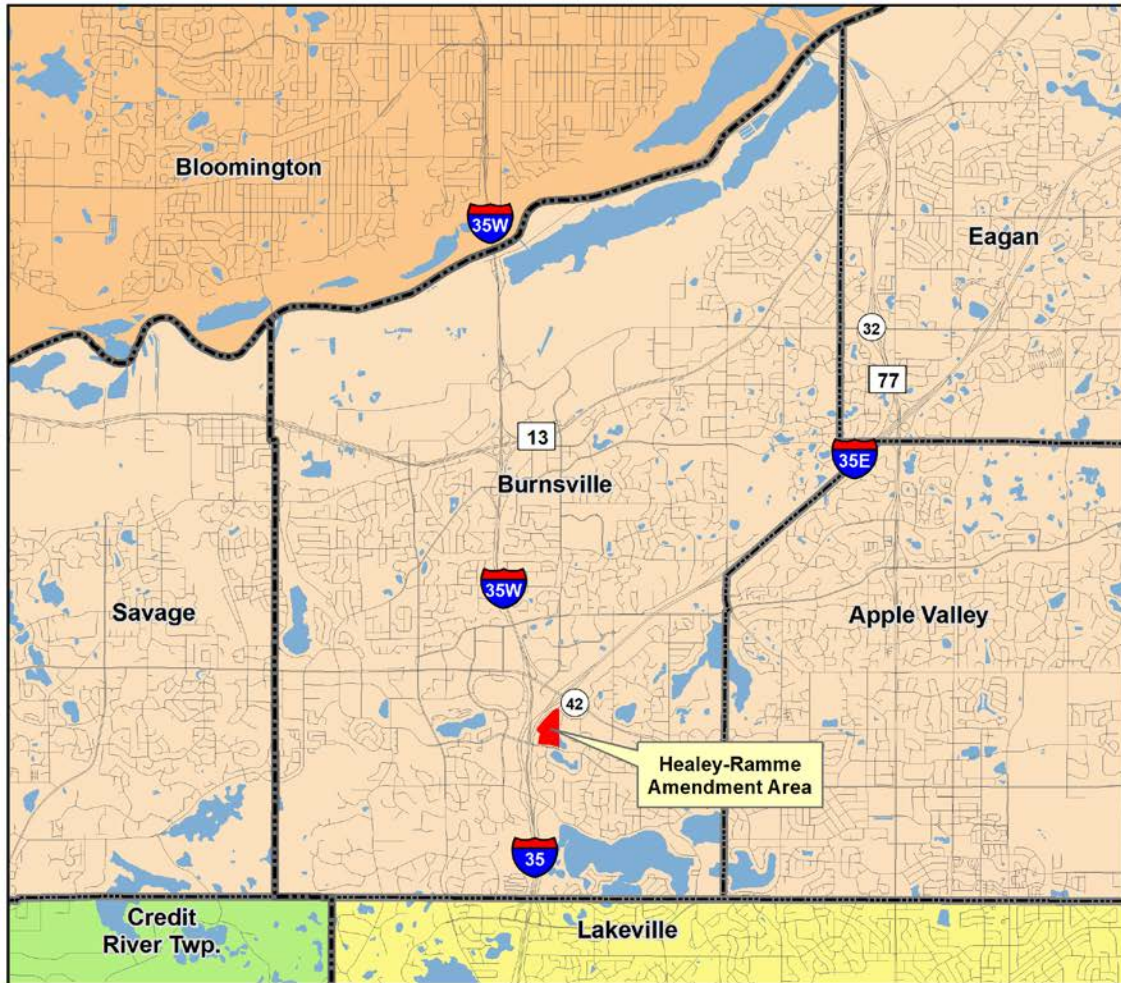 Bloomington
35W
Eagan
32
77
13
35E
Burnsville
35W
Savage
Apple Valley
42
Healey-Ramme
Amendment Area
35
Credit
River Twp.
Lakeville